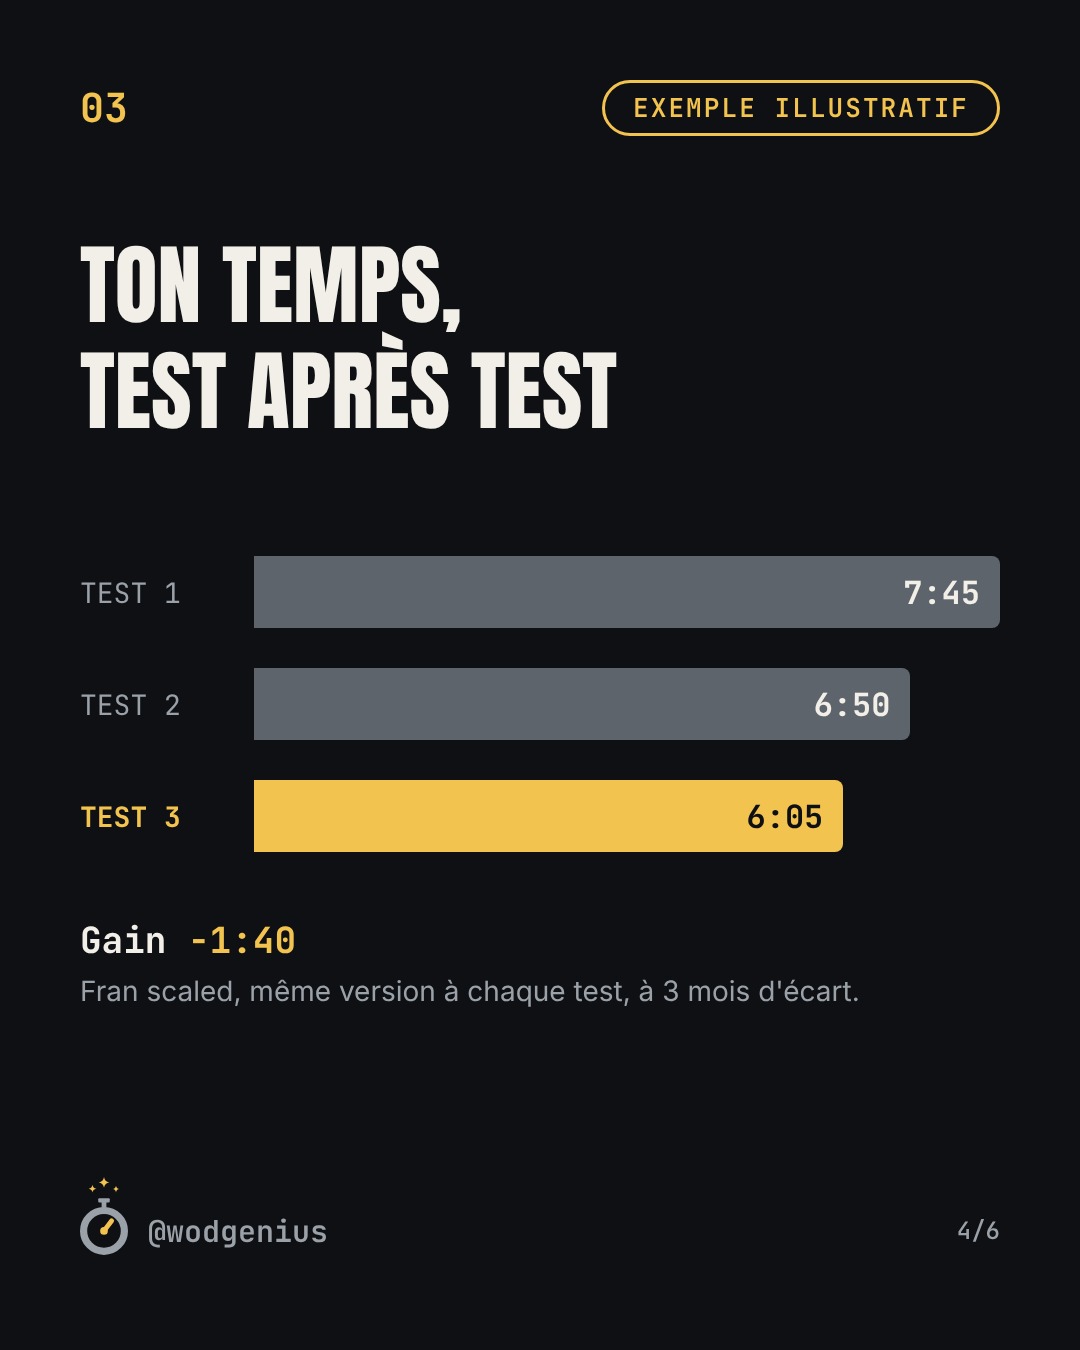 03
EXEMPLE ILLUSTRATIF
TON TEMPS,
TEST APRÈS TEST
TEST 1
7:45
TEST 2
6:50
TEST 3
6:05
Gain -1:40
Fran scaled, même version à chaque test, à 3 mois d'écart.
@wodgenius
4/6